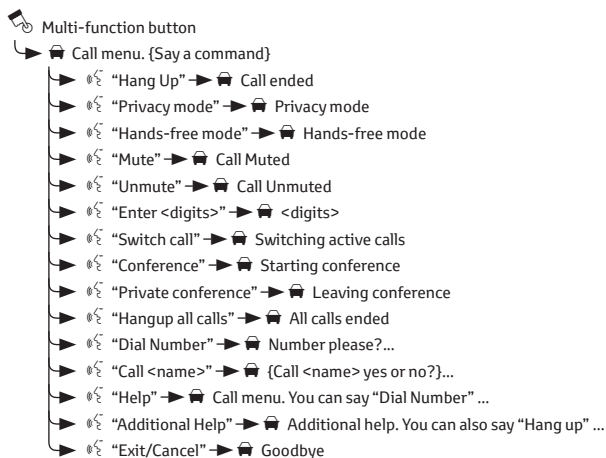 Multi-function button
Call menu. {Say a command}
“Hang Up” Call ended
“Privacy mode” Privacy mode
“Hands-free mode” Hands-free mode
“Mute” Call Muted
“Unmute” Call Unmuted
“Enter <digits>” <digits>
“Switch call” Switching active calls
“Conference” Starting conference
“Private conference” Leaving conference
“Hangup all calls” All calls ended
“Dial Number” Number please?...
“Call <name>” {Call <name> yes or no?}...
“Help” Call menu. You can say “Dial Number” ...
“Additional Help” Additional help. You can also say “Hang up” ...
“Exit/Cancel” Goodbye